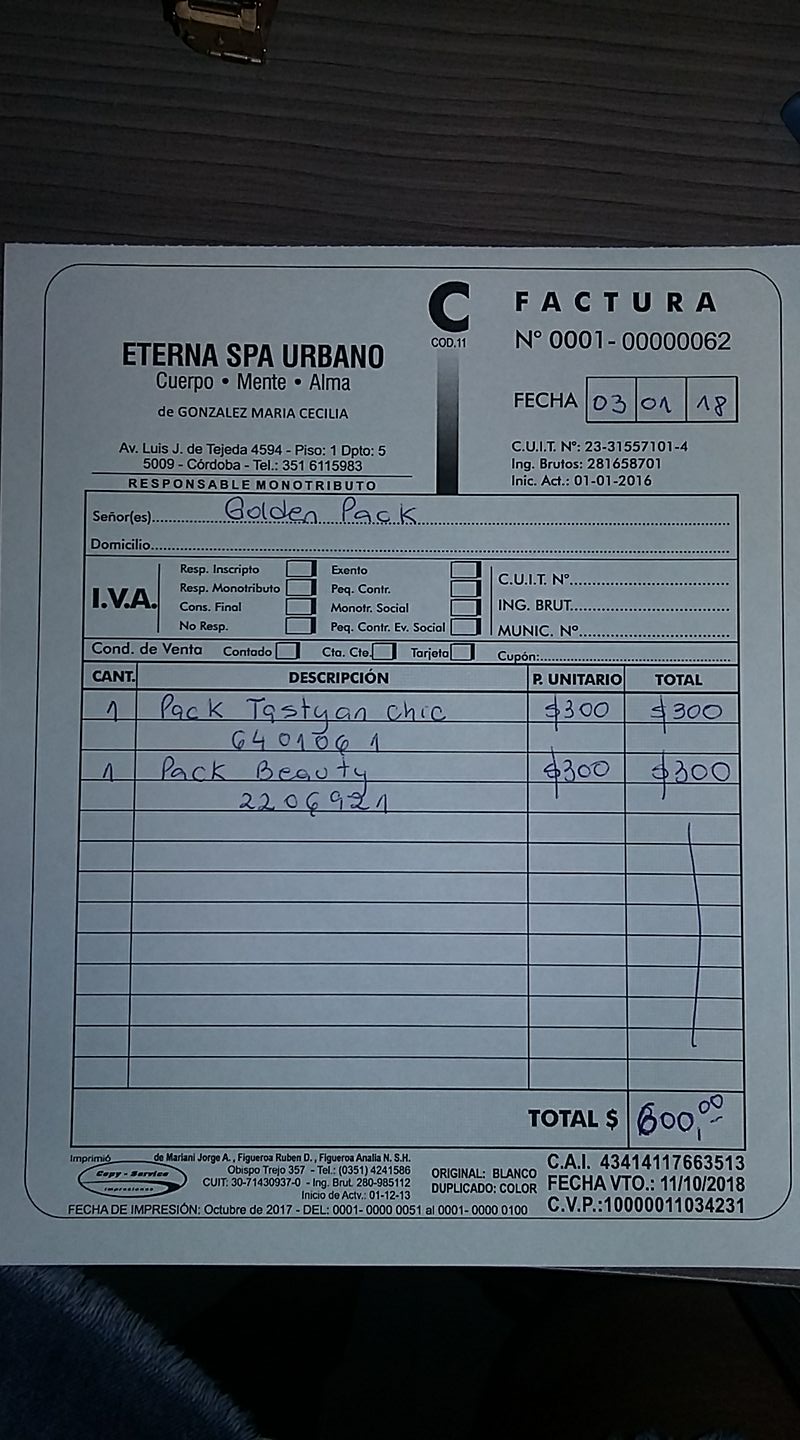 C
COD.11
FACTURA
N° 0001-00000062
ETERNA SPA URBANO
Cuerpo • Mente • Alma
de GONZALEZ MARIA CECILIA
FECHA 03 01 18
Av. Luis J. de Tejeda 4594 - Piso: 1 Dpto: 5
5009 - Córdoba - Tel.: 351 6115983
RESPONSABLE MONOTRIBUTO
C.U.I.T. Nº: 23-31557101-4
Ing. Brutos: 281658701
Inic. Act.: 01-01-2016
Señor(es) Golden Pack
Domicilio
I.V.A.
Resp. Inscripto
Resp. Monotributo
Cons. Final
No Resp.
Exento
Peq. Contr.
Monotr. Social
Peq. Contr. Ev. Social
C.U.I.T. Nº
ING. BRUT.
MUNIC. Nº
Cond. de Venta Contado Cta. Cte. Tarjeta Cupón:
CANT. DESCRIPCIÓN P. UNITARIO TOTAL
1 Pack Tastyan chic $300 $300
6401061
1 Pack Beauty $300 $300
2206921
TOTAL $ 600,00
Imprimió
Copy - Service
Impresiones
de Mariani Jorge A., Figueroa Ruben D., Figueroa Analia N. S.H.
Obispo Trejo 357 - Tel.: (0351) 4241586
CUIT: 30-71430937-0 - Ing. Brut. 280-985112
Inicio de Actv.: 01-12-13
FECHA DE IMPRESIÓN: Octubre de 2017 - DEL: 0001- 0000 0051 al 0001- 0000 0100
ORIGINAL: BLANCO
DUPLICADO: COLOR
C.A.I. 43414117663513
FECHA VTO.: 11/10/2018
C.V.P.:10000011034231